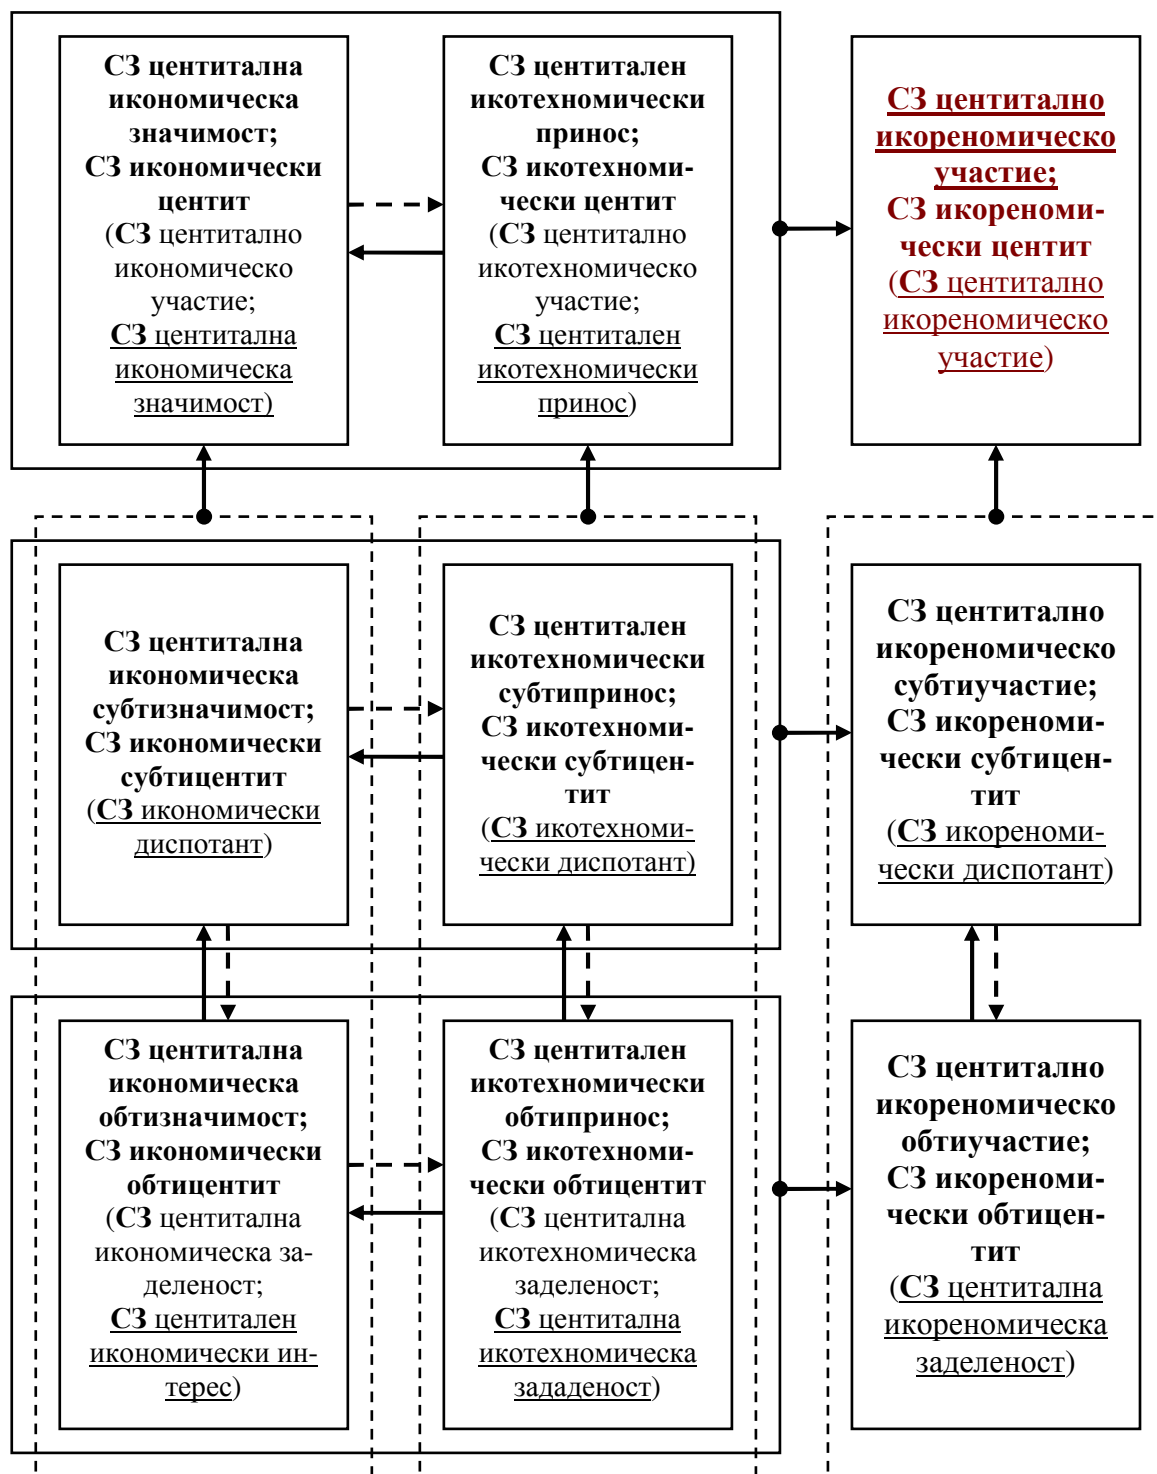 СЗ центитална
икономическа
значимост;
СЗ икономически
центит
(СЗ центитално
икономическо
участие;
СЗ центитална
икономическа
значимост)
СЗ центитален
икотехномически
принос;
СЗ икотехноми-
чески центит
(СЗ центитално
икотехномическо
участие;
СЗ центитален
икотехномически
принос)
СЗ центитално
икореномическо
участие;
СЗ икореноми-
чески центит
(СЗ центитално
икореномическо
участие)
СЗ центитална
икономическа
субтизначимост;
СЗ икономически
субтицентит
(СЗ икономически
диспотант)
СЗ центитален
икотехномически
субтипринос;
СЗ икотехноми-
чески субтицен-
тит
(СЗ икотехноми-
чески диспотант)
СЗ центитално
икореномическо
субтиучастие;
СЗ икореноми-
чески субтицен-
тит
(СЗ икореноми-
чески диспотант)
СЗ центитална
икономическа
обтизначимост;
СЗ икономически
обтицентит
(СЗ центитална
икономическа за-
деленост;
СЗ центитален
икономически ин-
терес)
СЗ центитален
икотехномически
обтипринос;
СЗ икотехноми-
чески обтицентит
(СЗ центитална
икотехномическа
заделеност;
СЗ центитална
икотехномическа
зададеност)
СЗ центитално
икореномическо
обтиучастие;
СЗ икореноми-
чески обтицен-
тит
(СЗ центитална
икореномическа
заделеност)